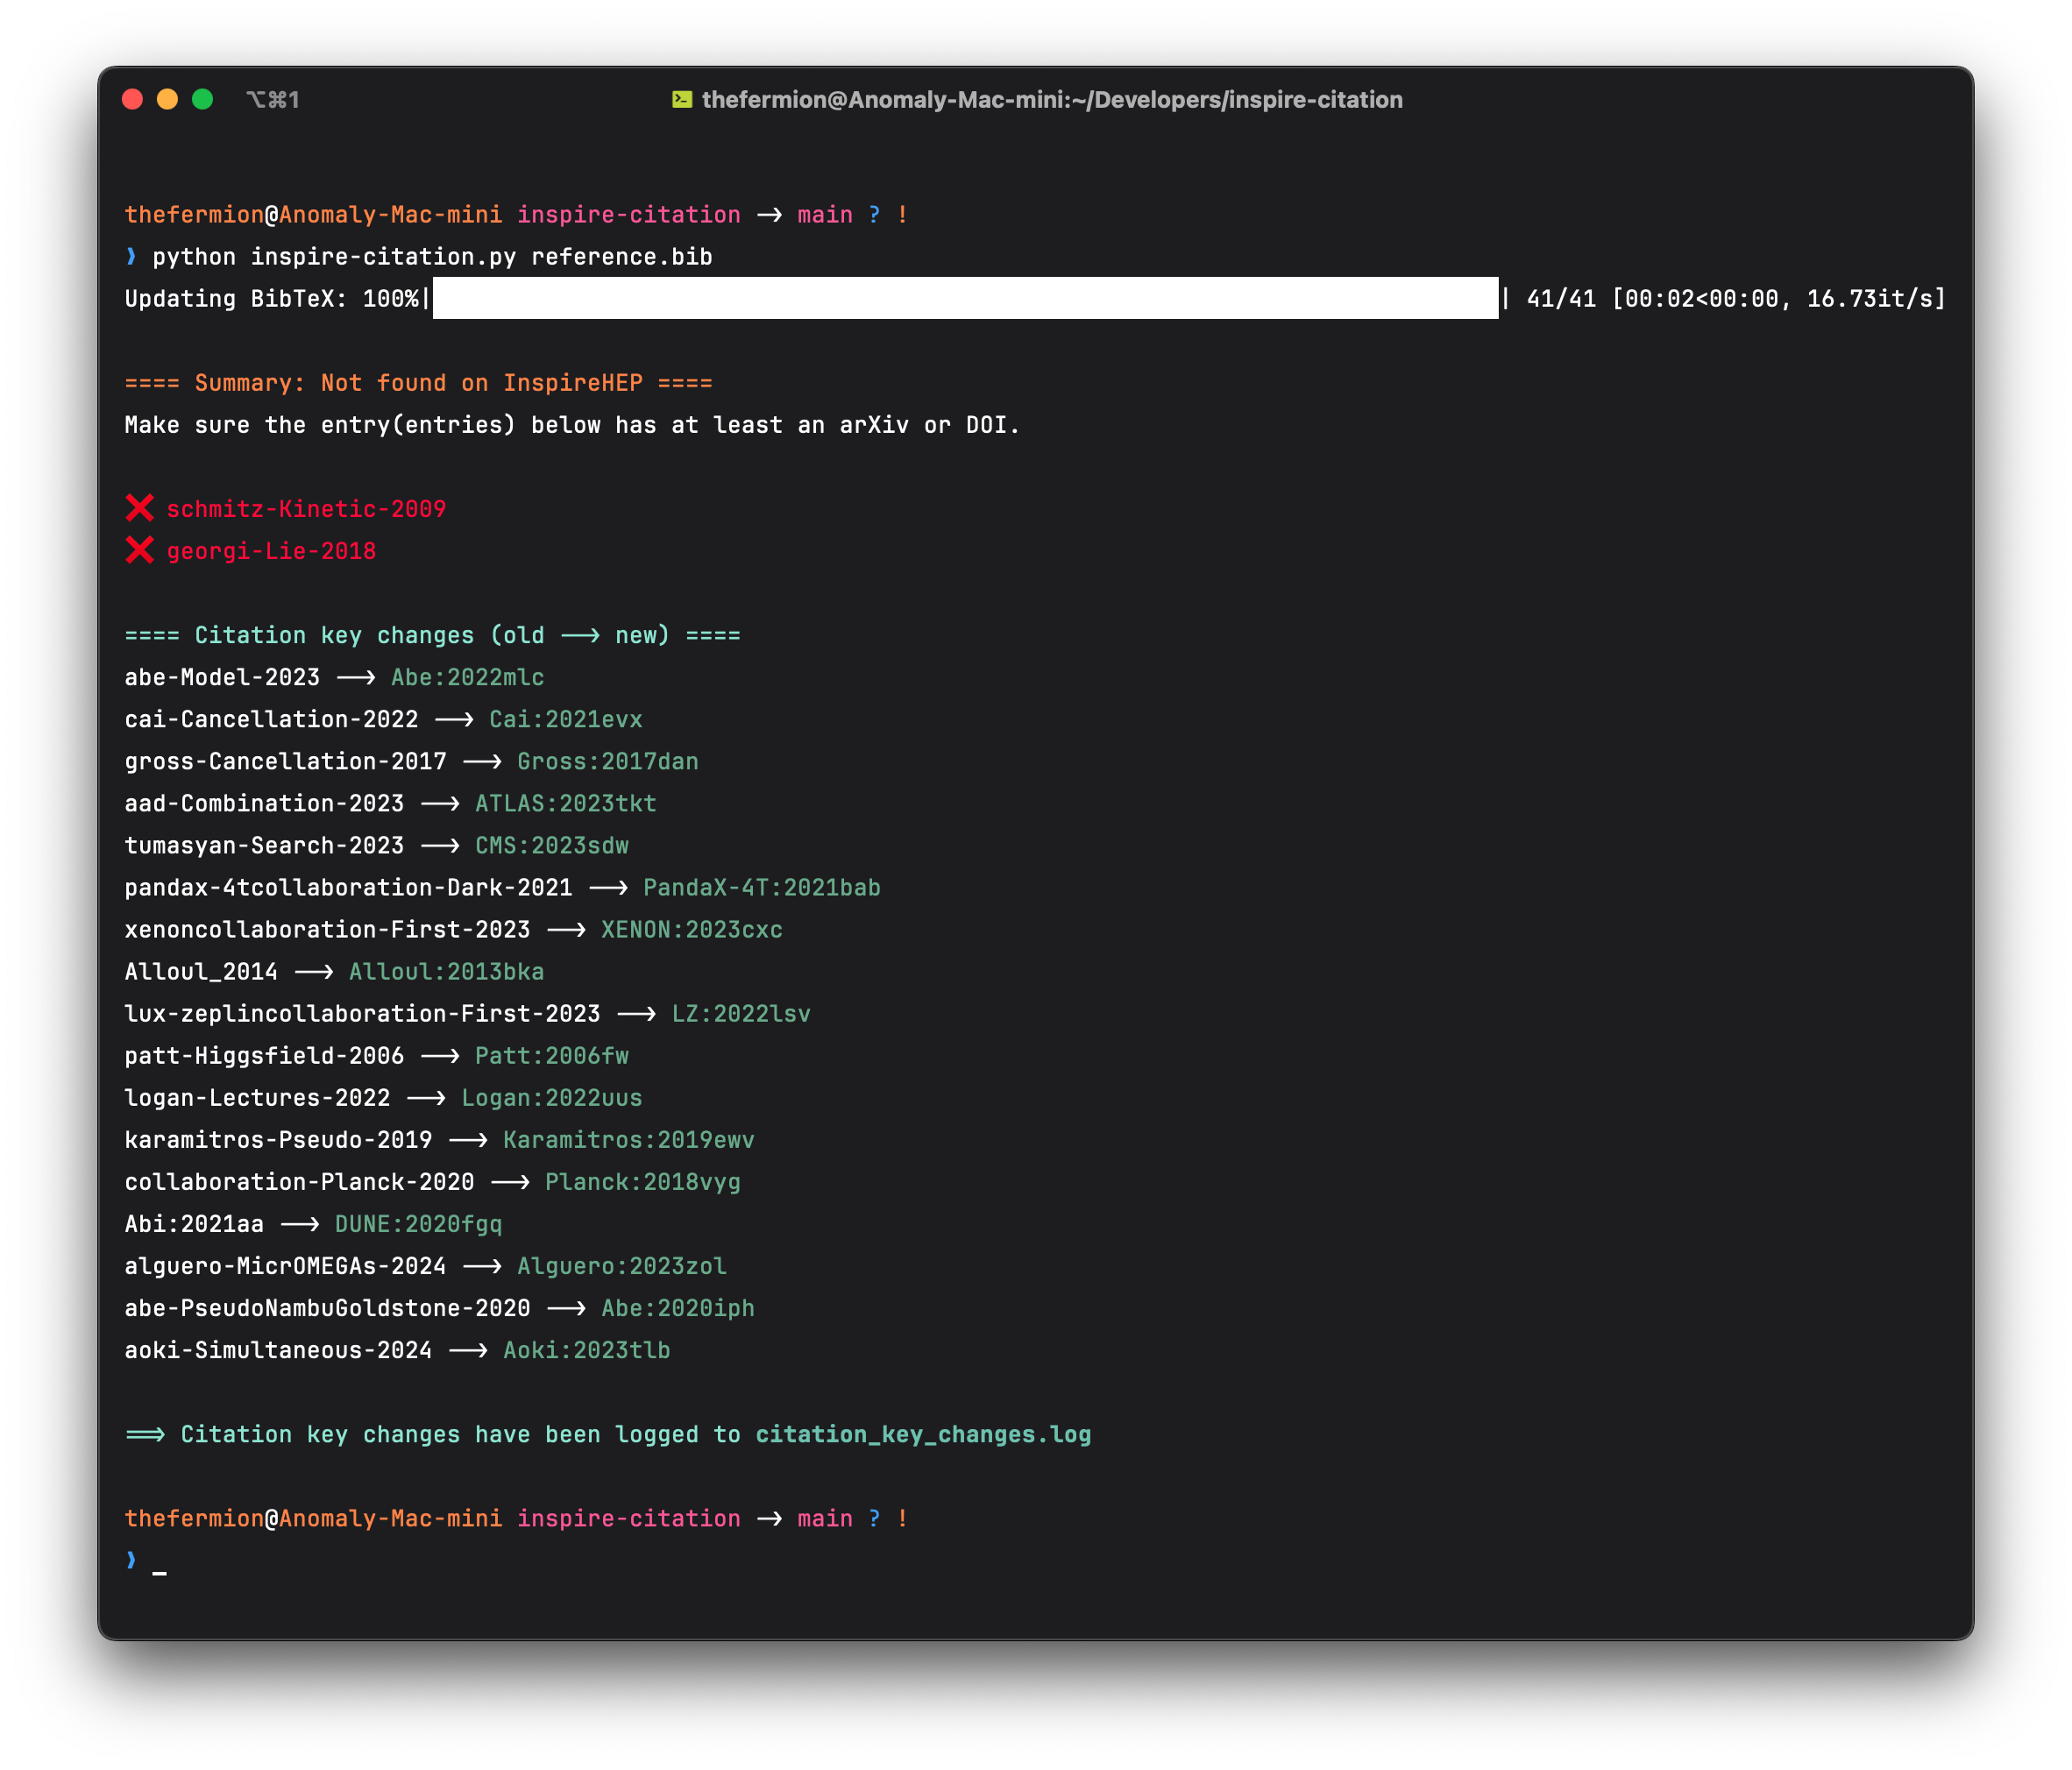 ⌥⌘1 thefermion@Anomaly-Mac-mini:~/Developers/inspire-citation
thefermion@Anomaly-Mac-mini inspire-citation → main ? !
❱ python inspire-citation.py reference.bib
Updating BibTeX: 100%| | 41/41 [00:02<00:00, 16.73it/s]
==== Summary: Not found on InspireHEP ====
Make sure the entry(entries) below has at least an arXiv or DOI.
❌ schmitz-Kinetic-2009
❌ georgi-Lie-2018
==== Citation key changes (old ⟶ new) ====
abe-Model-2023 ⟶ Abe:2022mlc
cai-Cancellation-2022 ⟶ Cai:2021evx
gross-Cancellation-2017 ⟶ Gross:2017dan
aad-Combination-2023 ⟶ ATLAS:2023tkt
tumasyan-Search-2023 ⟶ CMS:2023sdw
pandax-4tcollaboration-Dark-2021 ⟶ PandaX-4T:2021bab
xenoncollaboration-First-2023 ⟶ XENON:2023cxc
Alloul_2014 ⟶ Alloul:2013bka
lux-zeplincollaboration-First-2023 ⟶ LZ:2022lsv
patt-Higgsfield-2006 ⟶ Patt:2006fw
logan-Lectures-2022 ⟶ Logan:2022uus
karamitros-Pseudo-2019 ⟶ Karamitros:2019ewv
collaboration-Planck-2020 ⟶ Planck:2018vyg
Abi:2021aa ⟶ DUNE:2020fgq
alguero-MicrOMEGAs-2024 ⟶ Alguero:2023zol
abe-PseudoNambuGoldstone-2020 ⟶ Abe:2020iph
aoki-Simultaneous-2024 ⟶ Aoki:2023tlb
⟹ Citation key changes have been logged to citation_key_changes.log
thefermion@Anomaly-Mac-mini inspire-citation → main ? !
❱ _